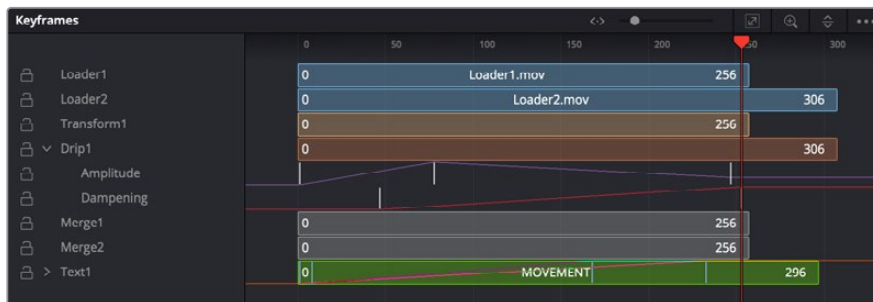 Keyframes
0 50 100 150 200 50 300
Loader1 0 Loader1.mov 256
Loader2 0 Loader2.mov 306
Transform1 0 256
Drip1 0 306
Amplitude
Dampening
Merge1 0 256
Merge2 0 256
Text1 0 MOVEMENT 296